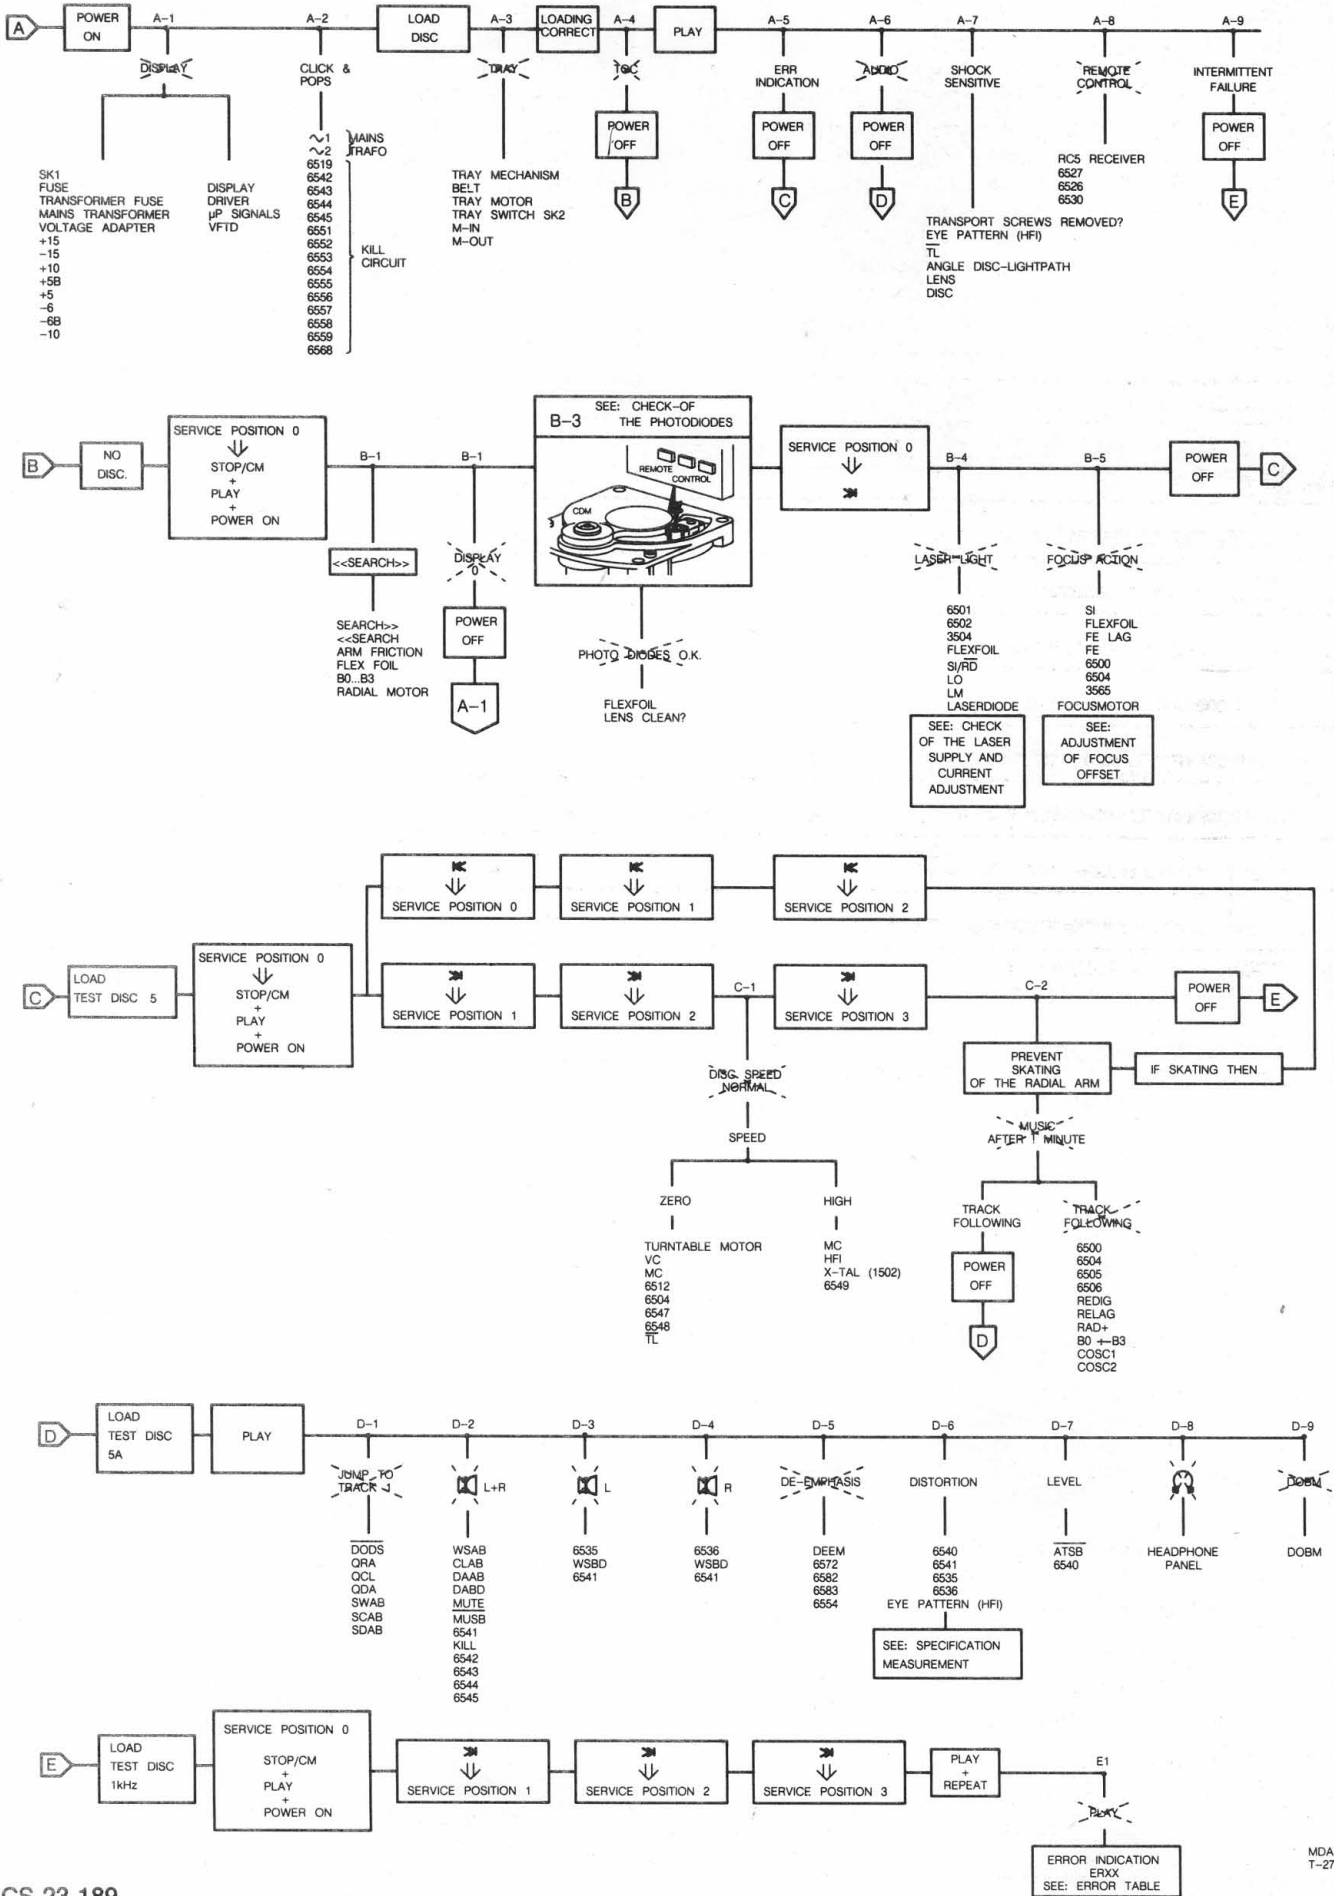 A
POWER
ON
A-1
A-2
LOAD
DISC
A-3
LOADING
CORRECT
A-4
PLAY
A-5
A-6
A-7
A-8
A-9
DISPLAY
CLICK &
POPS
TRAY
TOC
ERR
INDICATION
AUDIO
SHOCK
SENSITIVE
REMOTE
CONTROL
INTERMITTENT
FAILURE
POWER
OFF
B
POWER
OFF
C
POWER
OFF
D
POWER
OFF
E
SK1
FUSE
TRANSFORMER FUSE
MAINS TRANSFORMER
VOLTAGE ADAPTER
+15
-15
+10
+5B
+5
-6
-6B
-10
DISPLAY
DRIVER
µP SIGNALS
VFTD
~1
~2
MAINS
TRAFO
6519
6542
6543
6544
6545
6551
6552
6553
6554
6555
6556
6557
6558
6559
6568
KILL
CIRCUIT
TRAY MECHANISM
BELT
TRAY MOTOR
TRAY SWITCH SK2
M-IN
M-OUT
TRANSPORT SCREWS REMOVED?
EYE PATTERN (HFI)
TL
ANGLE DISC-LIGHTPATH
LENS
DISC
RC5 RECEIVER
6527
6526
6530
B
NO
DISC.
SERVICE POSITION 0
⇓
STOP/CM
+
PLAY
+
POWER ON
B-1
B-1
<<SEARCH>>
SEARCH>>
<<SEARCH
ARM FRICTION
FLEX FOIL
B0...B3
RADIAL MOTOR
DISPLAY
0
POWER
OFF
A-1
B-3
SEE: CHECK-OF
THE PHOTODIODES
REMOTE
CONTROL
CDM
PHOTO DIODES O.K.
FLEXFOIL
LENS CLEAN?
SERVICE POSITION 0
⇓
B-4
B-5
POWER
OFF
C
LASER LIGHT
6501
6502
3504
FLEXFOIL
SI/RD
LO
LM
LASERDIODE
SEE: CHECK
OF THE LASER
SUPPLY AND
CURRENT
ADJUSTMENT
FOCUS ACTION
SI
FLEXFOIL
FE LAG
FE
6500
6504
3565
FOCUSMOTOR
SEE:
ADJUSTMENT
OF FOCUS
OFFSET
⇓
SERVICE POSITION 0
⇓
SERVICE POSITION 1
⇓
SERVICE POSITION 2
C
LOAD
TEST DISC 5
SERVICE POSITION 0
⇓
STOP/CM
+
PLAY
+
POWER ON
⇓
SERVICE POSITION 1
⇓
SERVICE POSITION 2
C-1
⇓
SERVICE POSITION 3
C-2
POWER
OFF
E
DISC SPEED
NORMAL
SPEED
ZERO
HIGH
TURNTABLE MOTOR
VC
MC
6512
6504
6547
6548
TL
MC
HFI
X-TAL (1502)
6549
PREVENT
SKATING
OF THE RADIAL ARM
IF SKATING THEN
MUSIC
AFTER 1 MINUTE
TRACK
FOLLOWING
POWER
OFF
D
TRACK
FOLLOWING
6500
6504
6505
6506
REDIG
RELAG
RAD+
B0 ÷B3
COSC1
COSC2
D
LOAD
TEST DISC
5A
PLAY
D-1
D-2
D-3
D-4
D-5
D-6
D-7
D-8
D-9
JUMP TO
TRACK 1
L+R
L
R
DE-EMPHASIS
DISTORTION
LEVEL
DOBM
DODS
QRA
QCL
QDA
SWAB
SCAB
SDAB
WSAB
CLAB
DAAB
DABD
MUTE
MUSB
6541
KILL
6542
6543
6544
6545
6535
WSBD
6541
6536
WSBD
6541
DEEM
6572
6582
6583
6554
6540
6541
6535
6536
EYE PATTERN (HFI)
SEE: SPECIFICATION
MEASUREMENT
ATSB
6540
HEADPHONE
PANEL
DOBM
E
LOAD
TEST DISC
1kHz
SERVICE POSITION 0
STOP/CM
+
PLAY
+
POWER ON
⇓
SERVICE POSITION 1
⇓
SERVICE POSITION 2
⇓
SERVICE POSITION 3
PLAY
+
REPEAT
E1
PLAY
ERROR INDICATION
ERXX
SEE: ERROR TABLE
MDA
T-27
CS 23 189